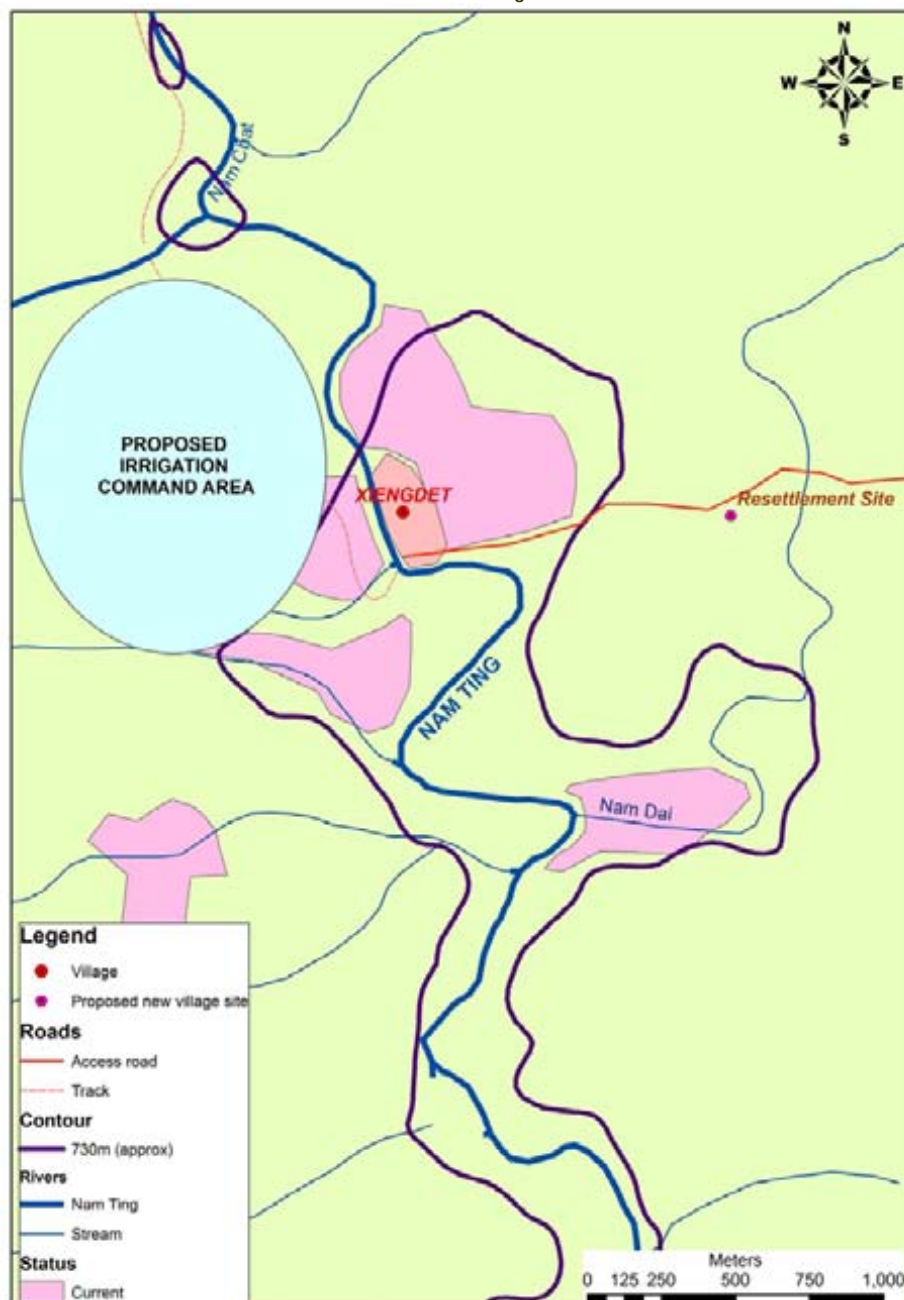 N
W E
S
Nam Coat
PROPOSED
IRRIGATION
COMMAND AREA
XIENGDET
Resettlement Site
NAM TING
Nam Dai
Legend
Village
Proposed new village site
Roads
Access road
Track
Contour
730m (approx)
Rivers
Nam Ting
Stream
Status
Current
Meters
0 125 250 500 750 1,000